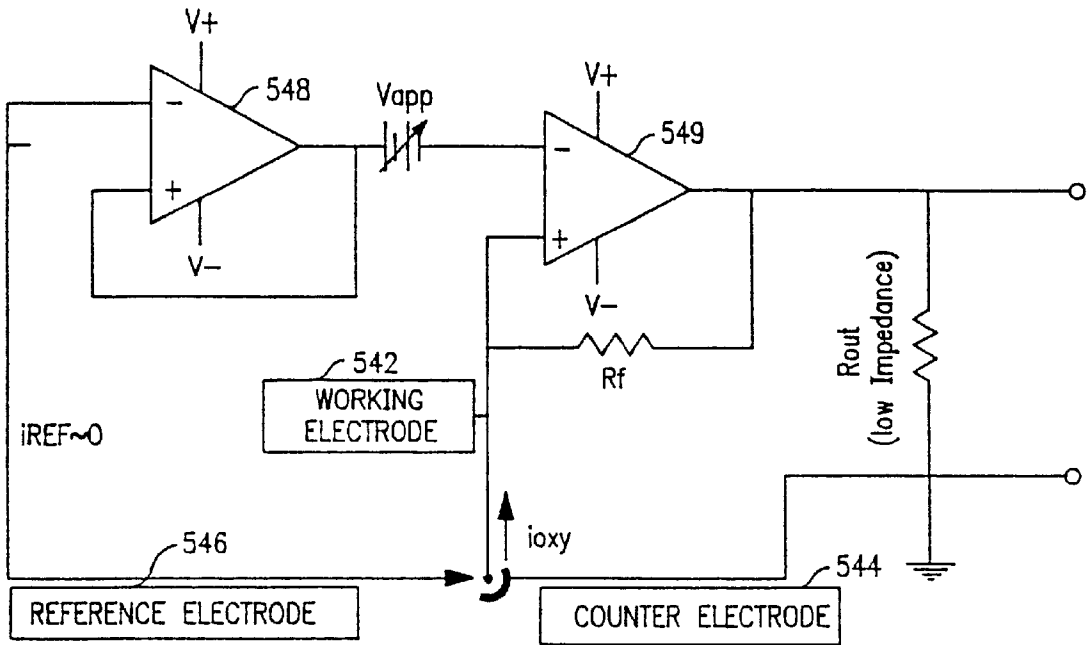 V+
548
−
+
V−
Vapp
V+
549
−
+
V−
Rf
Rout
(low Impedance)
542
WORKING
ELECTRODE
iREF~0
ioxy
546
REFERENCE ELECTRODE
544
COUNTER ELECTRODE